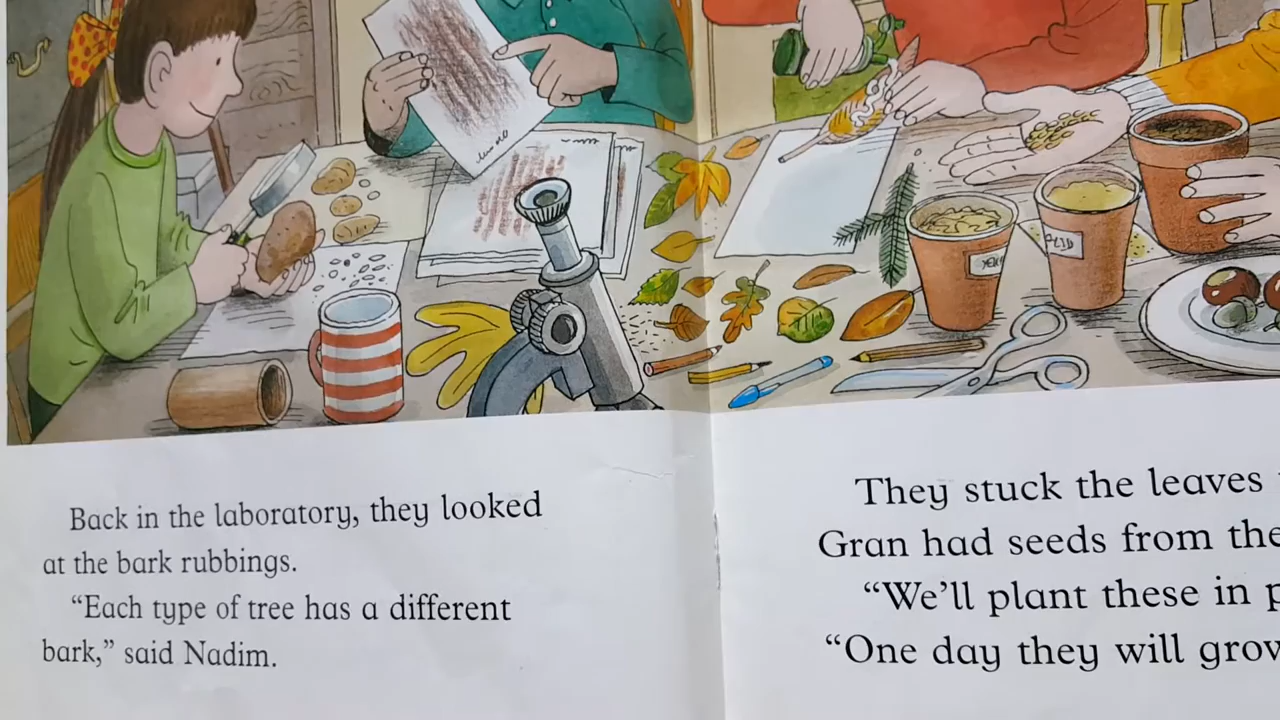 Back in the laboratory, they looked
at the bark rubbings.
“Each type of tree has a different
bark,” said Nadim.
They stuck the leaves
Gran had seeds from the
“We’ll plant these in
“One day they will grow